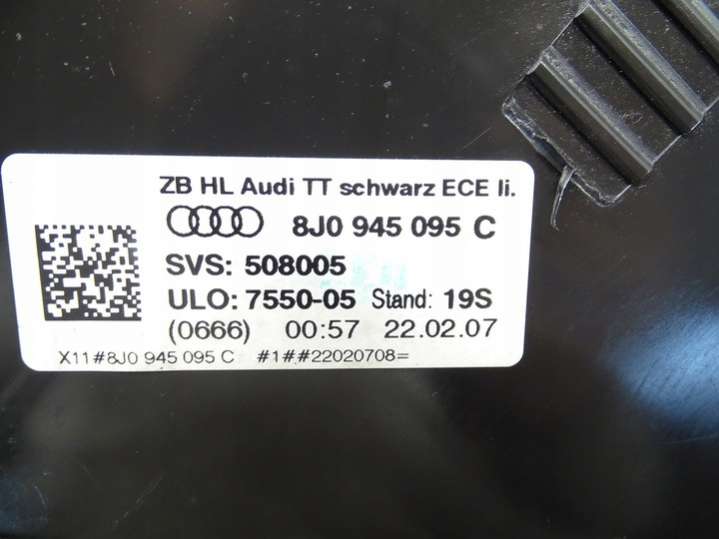 ZB HL Audi TT schwarz ECE li.
8J0 945 095 C
SVS: 508005
ULO: 7550-05 Stand: 19S
(0666) 00:57 22.02.07
X11#8J0 945 095 C #1##22020708=